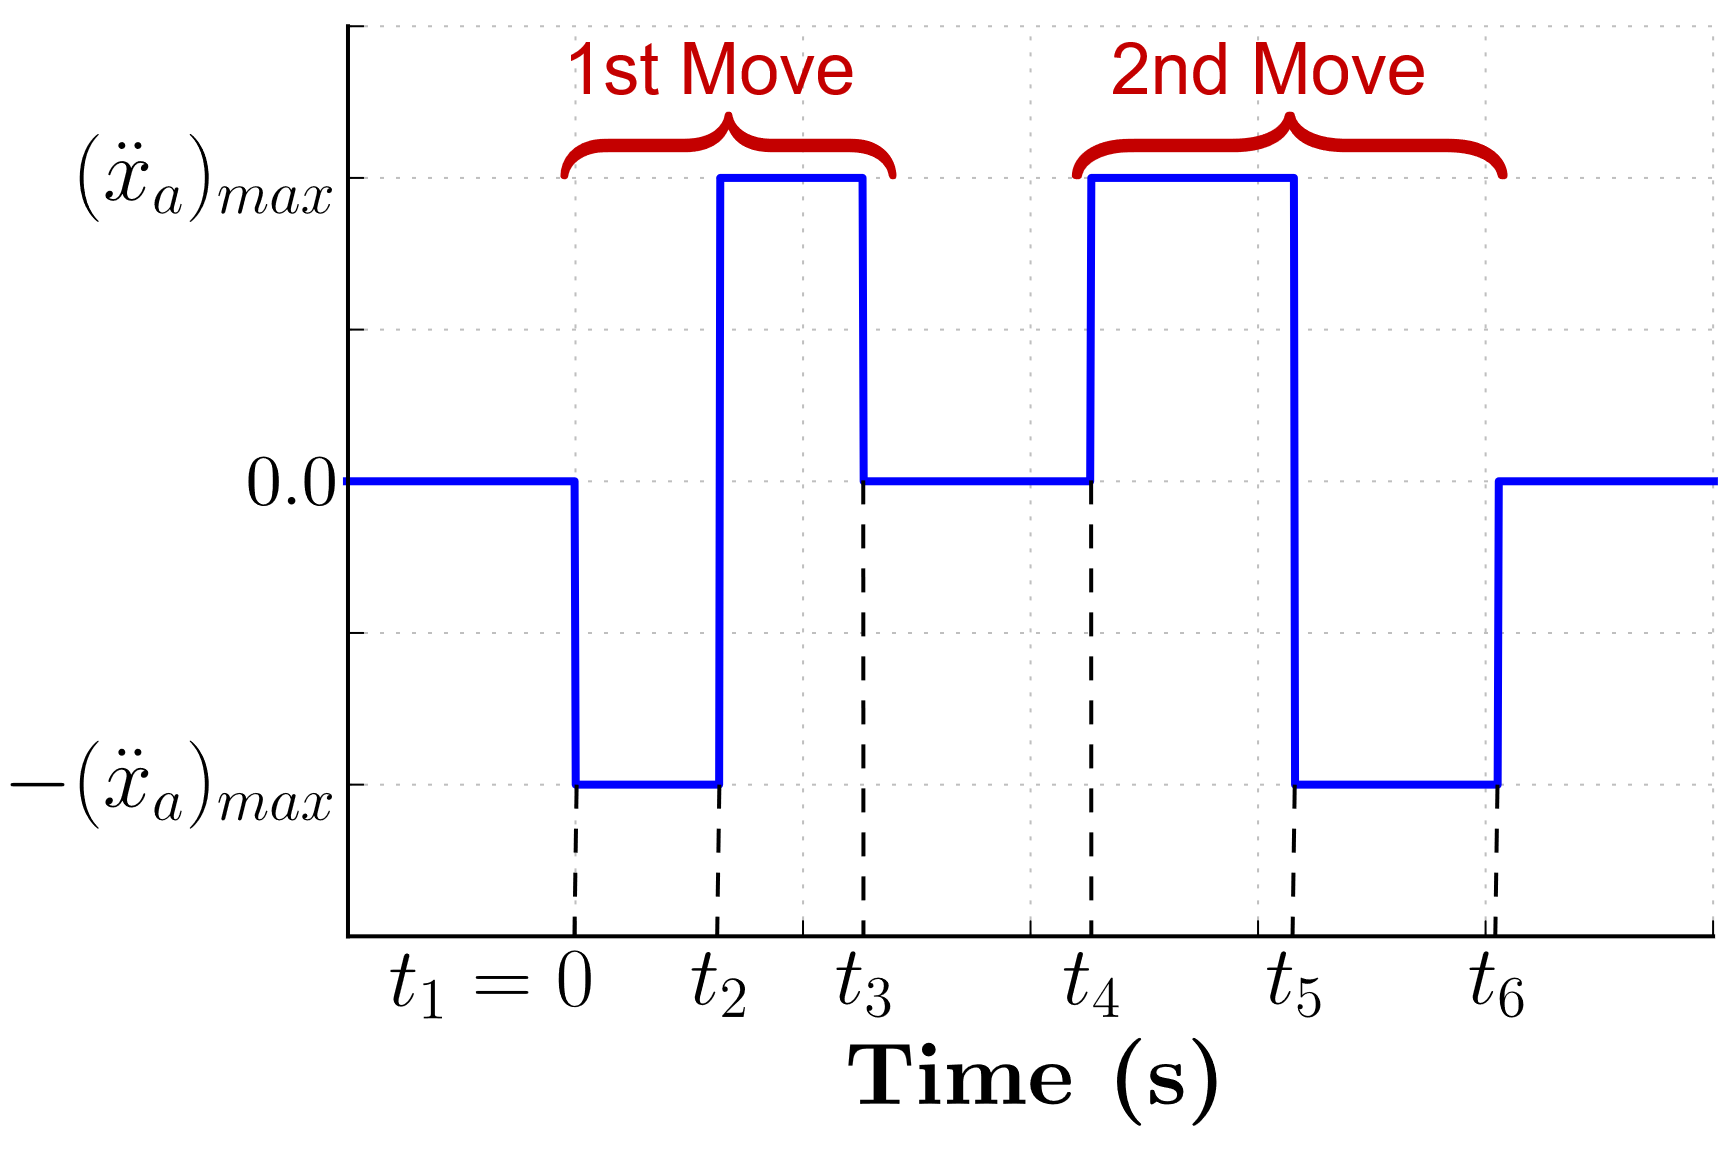 1st Move 2nd Move
(ẍₐ)ₘₐₓ
0.0
−(ẍₐ)ₘₐₓ
t₁ = 0 t₂ t₃ t₄ t₅ t₆
Time (s)